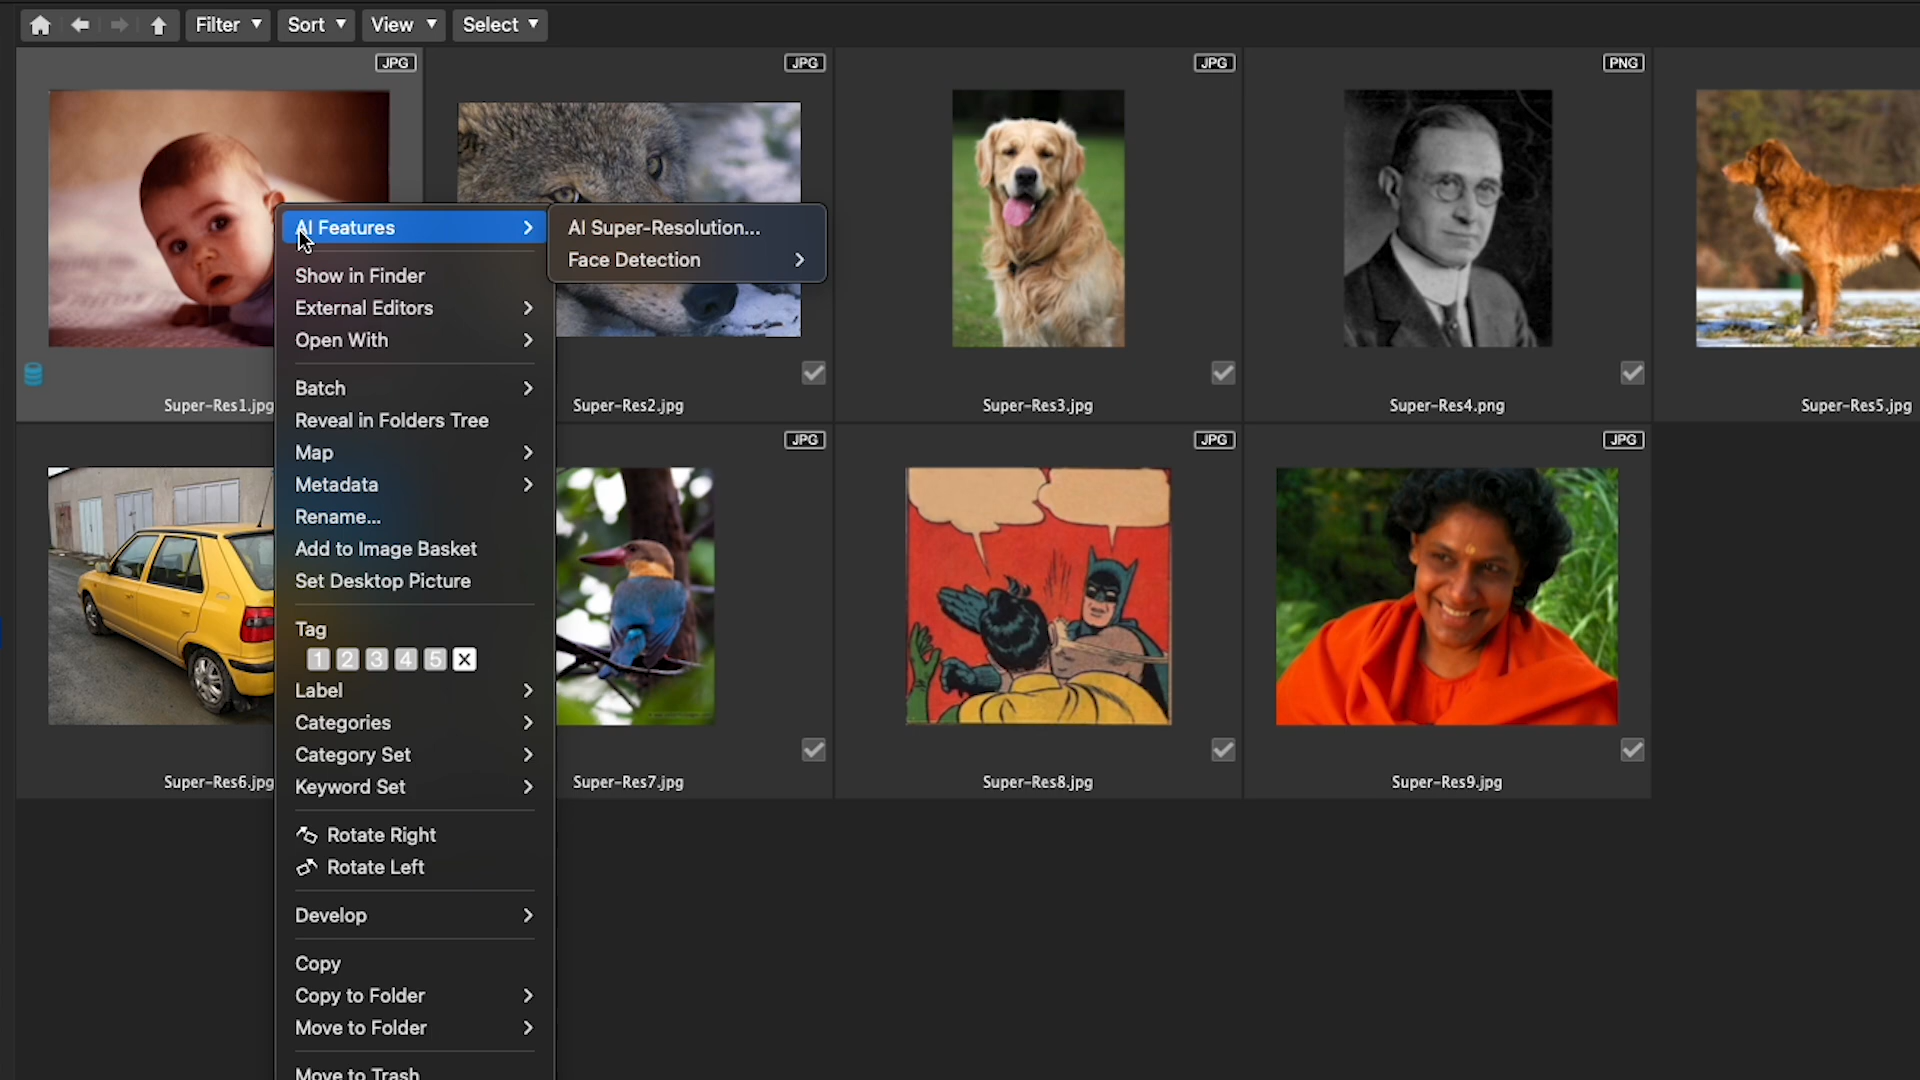 Filter
Sort
View
Select
JPG
JPG
JPG
PNG
Super-Res1.jpg
Super-Res2.jpg
Super-Res3.jpg
Super-Res4.png
Super-Res5.jpg
AI Features
AI Super-Resolution...
Face Detection
Show in Finder
External Editors
Open With
Batch
Reveal in Folders Tree
Map
Metadata
Rename...
Add to Image Basket
Set Desktop Picture
Tag
1 2 3 4 5 X
Label
Categories
Category Set
Keyword Set
Rotate Right
Rotate Left
Develop
Copy
Copy to Folder
Move to Folder
Move to Trash
JPG
JPG
JPG
Super-Res6.jpg
Super-Res7.jpg
Super-Res8.jpg
Super-Res9.jpg